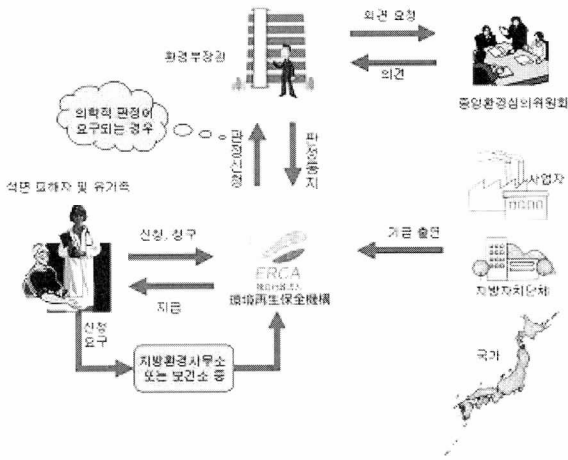 의견 요청
의견
환경부장관
중앙환경심의위원회
의학적 판정이
요구되는 경우
판정신청
판정통지
석면 피해자 및 유가족
사업자
신청, 청구
지급
ERCA
環境再生保全機構
기금 출연
지방자치단체
신청
요구
지방환경사무소
또는 보건소 등
국가